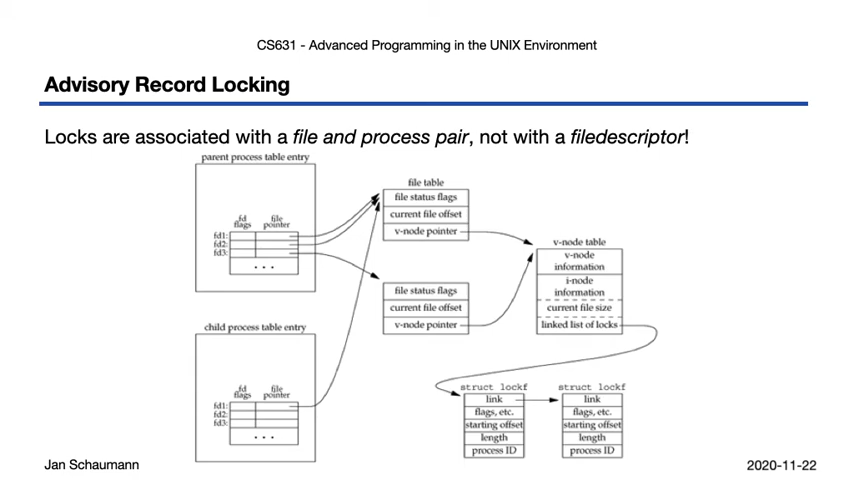 CS631 - Advanced Programming in the UNIX Environment
Advisory Record Locking
Locks are associated with a file and process pair, not with a filedescriptor!
parent process table entry
fd flags
file pointer
fd1:
fd2:
fd3:
. . .
file table
file status flags
current file offset
v-node pointer
file status flags
current file offset
v-node pointer
v-node table
v-node
information
i-node
information
current file size
linked list of locks
child process table entry
fd flags
file pointer
fd1:
fd2:
fd3:
. . .
struct lockf
link
flags, etc.
starting offset
length
process ID
struct lockf
link
flags, etc.
starting offset
length
process ID
Jan Schaumann
2020-11-22